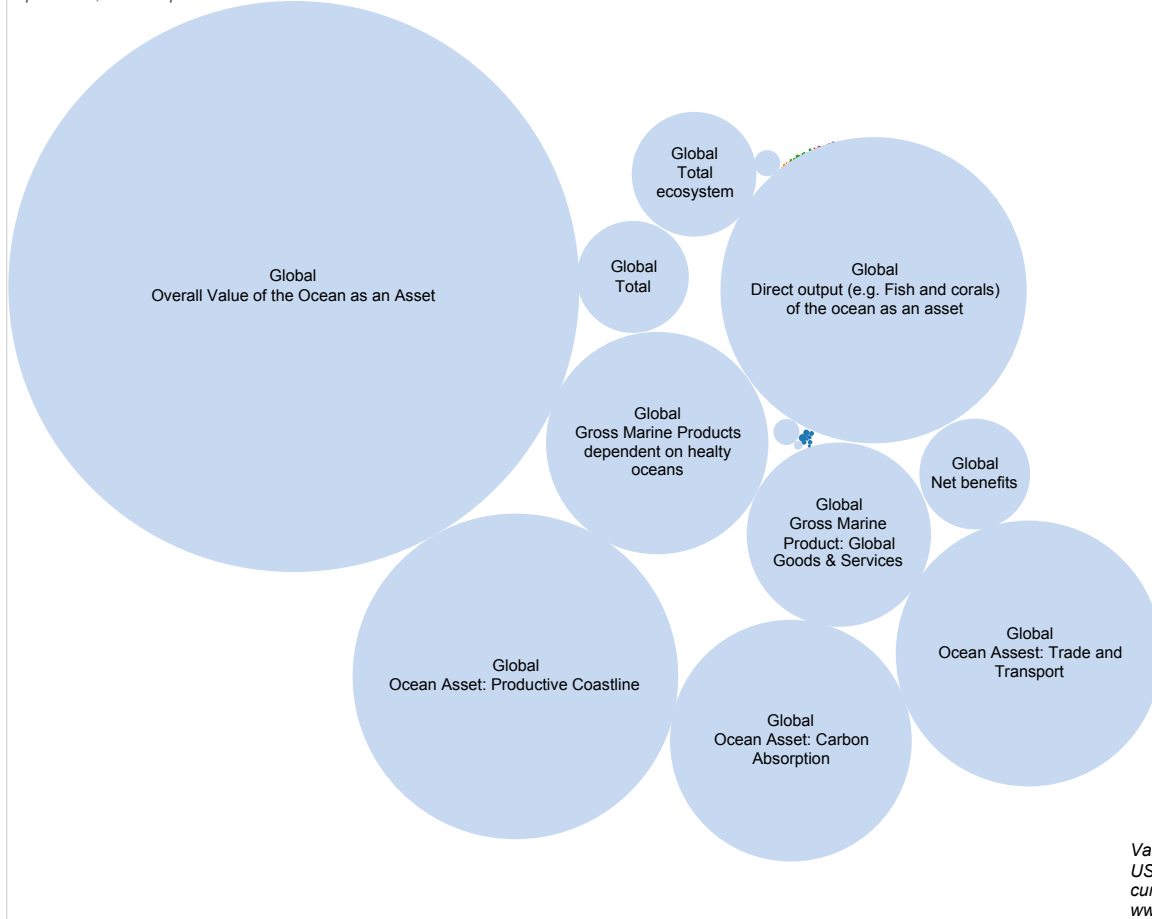 Global
Total
ecosystem
Global
Overall Value of the Ocean as an Asset
Global
Total
Global
Direct output (e.g. Fish and corals)
of the ocean as an asset
Global
Gross Marine Products
dependent on healty
oceans
Global
Net benefits
Global
Gross Marine
Product: Global
Goods & Services
Global
Ocean Assest: Trade and
Transport
Global
Ocean Asset: Productive Coastline
Global
Ocean Asset: Carbon
Absorption